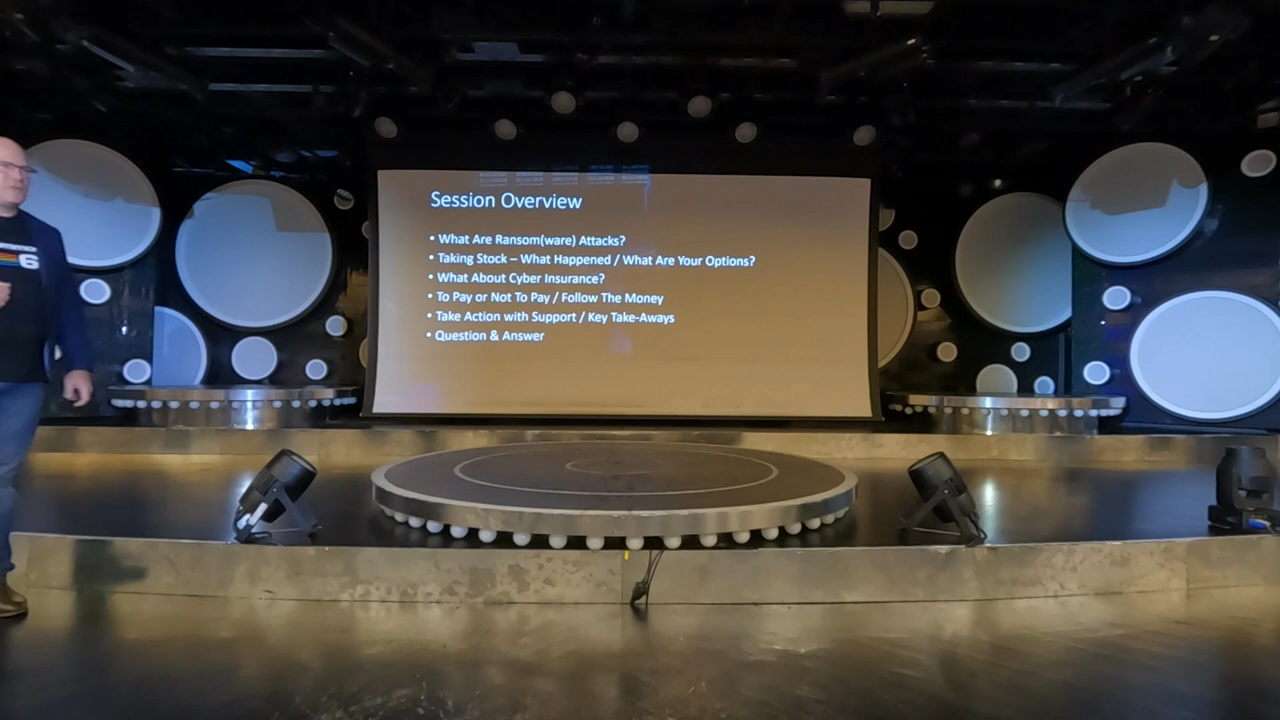 Session Overview
• What Are Ransom(ware) Attacks?
• Taking Stock – What Happened / What Are Your Options?
• What About Cyber Insurance?
• To Pay or Not To Pay / Follow The Money
• Take Action with Support / Key Take-Aways
• Question & Answer
6